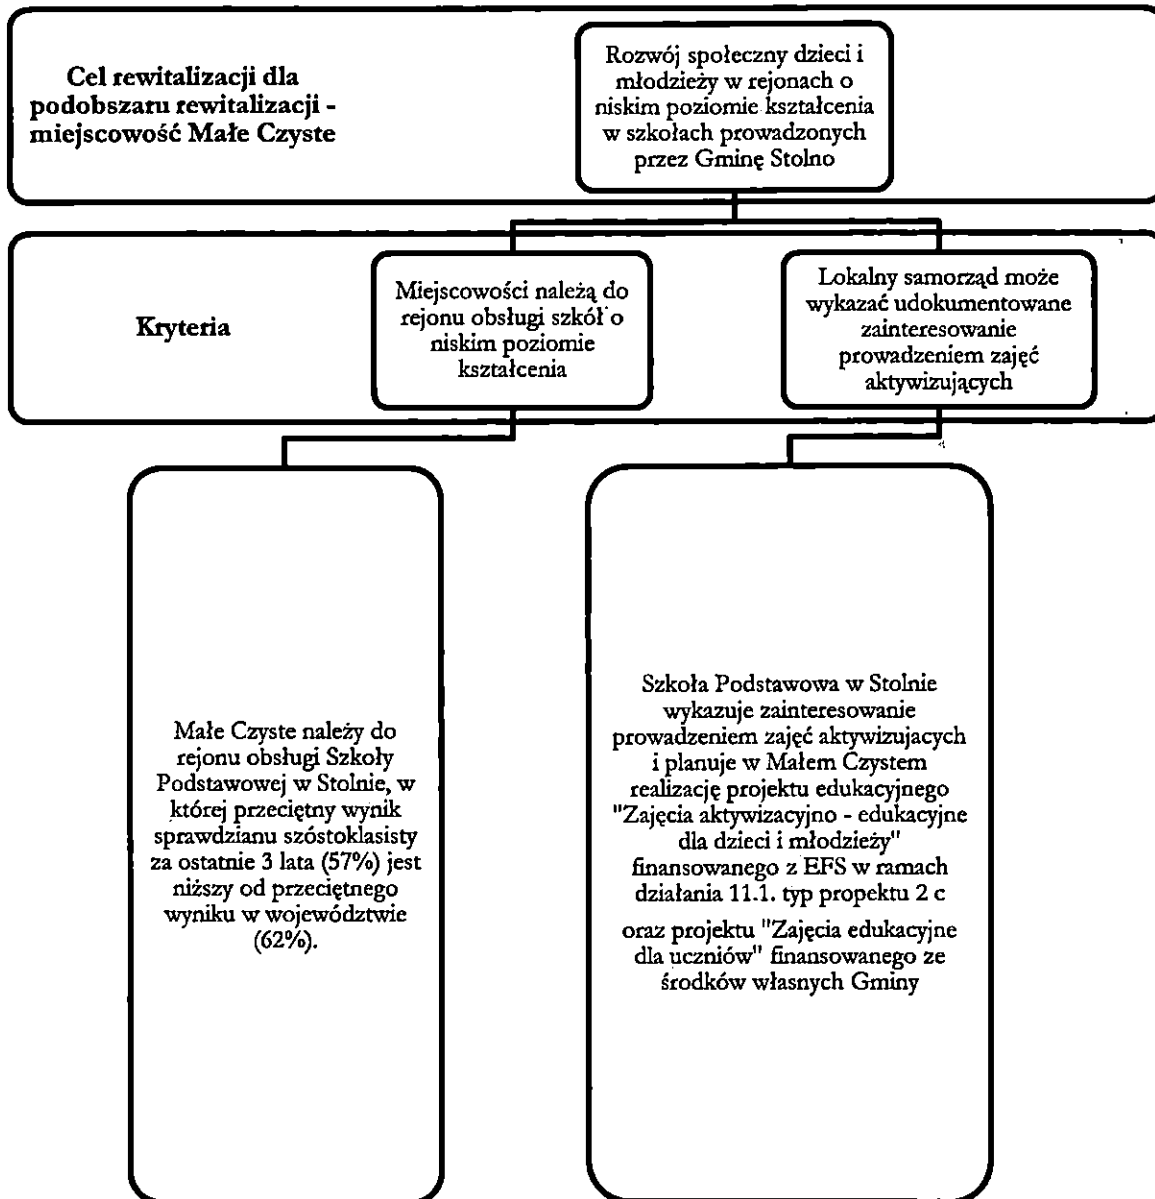 Cel rewitalizacji dla
podobszaru rewitalizacji -
miejscowość Małe Czyste
Rozwój społeczny dzieci i
młodzieży w rejonach o
niskim poziomie kształcenia
w szkołach prowadzonych
przez Gminę Stolno
Kryteria
Miejscowości należą do
rejonu obsługi szkół o
niskim poziomie
kształcenia
Lokalny samorząd może
wykazać udokumentowane
zainteresowanie
prowadzeniem zajęć
aktywizujących
Małe Czyste należy do
rejonu obsługi Szkoły
Podstawowej w Stolnie, w
której przeciętny wynik
sprawdzianu szóstoklasisty
za ostatnie 3 lata (57%) jest
niższy od przeciętnego
wyniku w województwie
(62%).
Szkoła Podstawowa w Stolnie
wykazuje zainteresowanie
prowadzeniem zajęć aktywizujacych
i planuje w Małem Czystem
realizację projektu edukacyjnego
"Zajęcia aktywizacyjno - edukacyjne
dla dzieci i młodzieży"
finansowanego z EFS w ramach
działania 11.1. typ propektu 2 c
oraz projektu "Zajęcia edukacyjne
dla uczniów" finansowanego ze
środków własnych Gminy